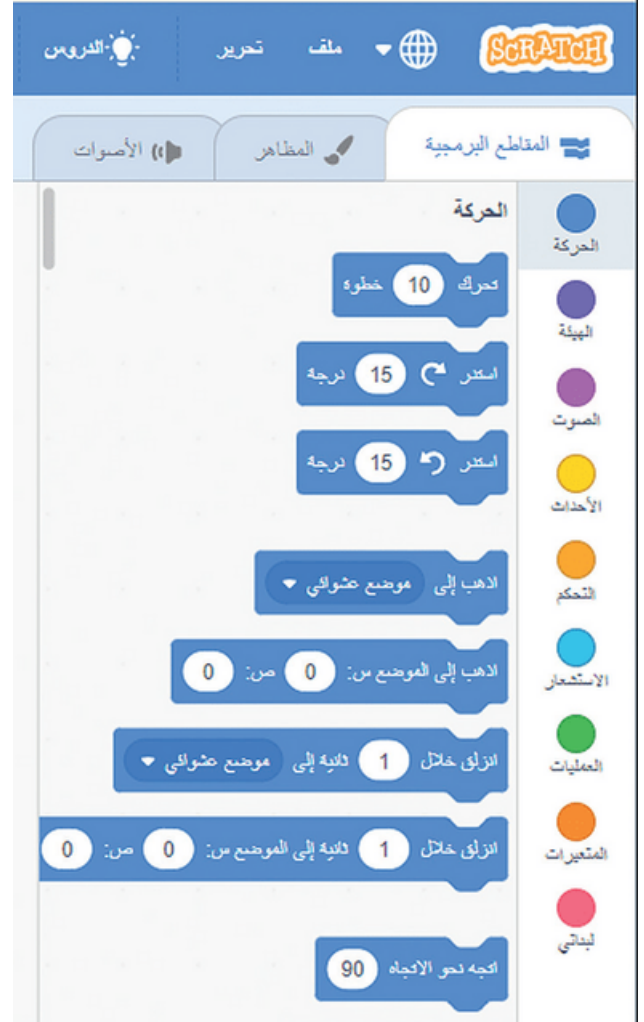 SCRATCH ملف تحرير الدروس
المقاطع البرمجية المظاهر الأصوات
الحركة
الهيئة
الصوت
الأحداث
التحكم
الاستشعار
العمليات
المتغيرات
لبناتي
الحركة
تحرك 10 خطوة
استدر 15 درجة
استدر 15 درجة
اذهب إلى موضع عشوائي
اذهب إلى الموضع س: 0 ص: 0
انزلق خلال 1 ثانية إلى موضع عشوائي
انزلق خلال 1 ثانية إلى الموضع س: 0 ص: 0
اتجه نحو الاتجاه 90